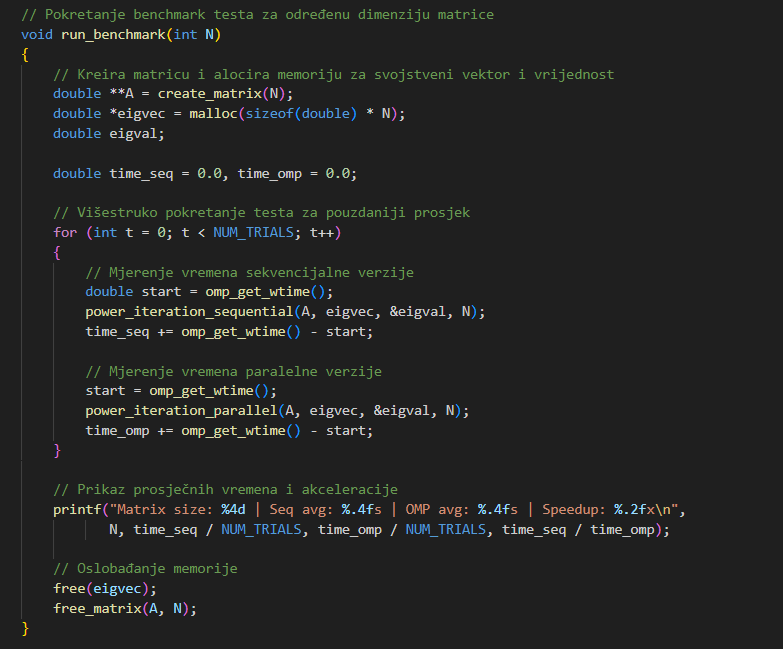 // Pokretanje benchmark testa za određenu dimenziju matrice
void run_benchmark(int N)
{
    // Kreira matricu i alocira memoriju za svojstveni vektor i vrijednost
    double **A = create_matrix(N);
    double *eigvec = malloc(sizeof(double) * N);
    double eigval;

    double time_seq = 0.0, time_omp = 0.0;

    // Višestruko pokretanje testa za pouzdaniji prosjek
    for (int t = 0; t < NUM_TRIALS; t++)
    {
        // Mjerenje vremena sekvencijalne verzije
        double start = omp_get_wtime();
        power_iteration_sequential(A, eigvec, &eigval, N);
        time_seq += omp_get_wtime() - start;

        // Mjerenje vremena paralelne verzije
        start = omp_get_wtime();
        power_iteration_parallel(A, eigvec, &eigval, N);
        time_omp += omp_get_wtime() - start;
    }

    // Prikaz prosječnih vremena i akceleracije
    printf("Matrix size: %4d | Seq avg: %.4fs | OMP avg: %.4fs | Speedup: %.2fx\n",
           N, time_seq / NUM_TRIALS, time_omp / NUM_TRIALS, time_seq / time_omp);

    // Oslobađanje memorije
    free(eigvec);
    free_matrix(A, N);
}